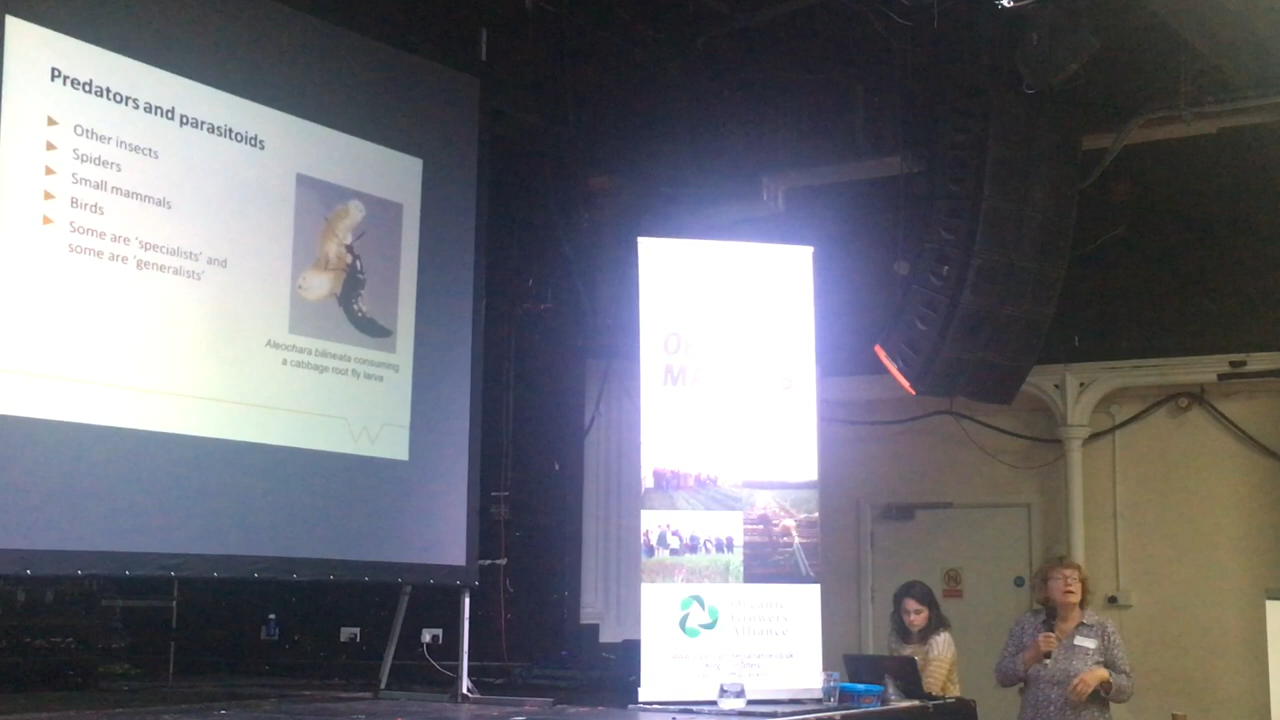 Predators and parasitoids
Other insects
Spiders
Small mammals
Birds
Some are ‘specialists’ and
some are ‘generalists’
Aleochara bilineata consuming
a cabbage root fly larva
Organic
Growers
Alliance